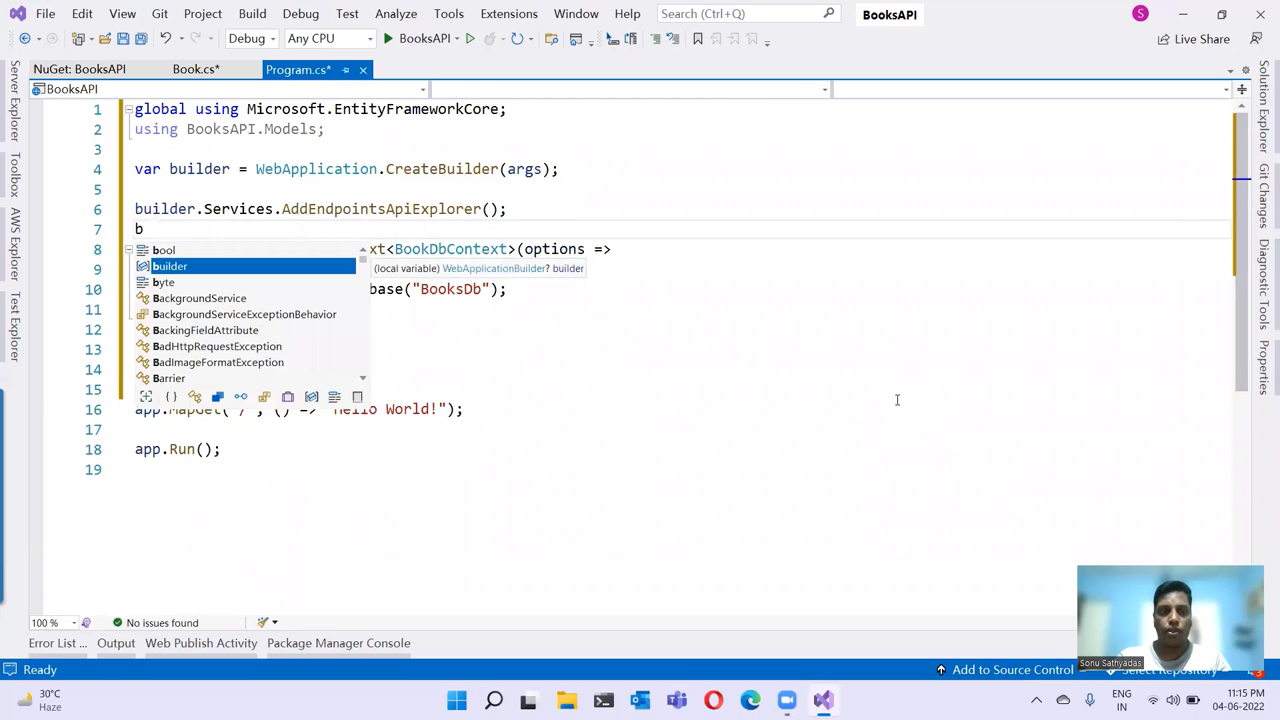 File Edit View Git Project Build Debug Test Analyze Tools Extensions Window Help Search (Ctrl+Q) BooksAPI S
Debug Any CPU BooksAPI Live Share
NuGet: BooksAPI Book.cs* Program.cs*
BooksAPI
Server Explorer
Toolbox
AWS Explorer
Test Explorer
1 global using Microsoft.EntityFrameworkCore;
2 using BooksAPI.Models;
3
4 var builder = WebApplication.CreateBuilder(args);
5
6 builder.Services.AddEndpointsApiExplorer();
7 b
8 xt<BookDbContext>(options =>
9
10 base("BooksDb");
11
12
13
14
15
16 app.MapGet("/", () => "Hello World!");
17
18 app.Run();
19
bool
builder
(local variable) WebApplicationBuilder? builder
byte
BackgroundService
BackgroundServiceExceptionBehavior
BackingFieldAttribute
BadHttpRequestException
BadImageFormatException
Barrier
Solution Explorer
Git Changes
Team Explorer
Notifications
Properties
100 % No issues found
Error List ... Output Web Publish Activity Package Manager Console
Ready Add to Source Control Select Repository 3
Sonu Sathyadas
30°C
Haze
ENG
IN
11:15 PM
04-06-2022